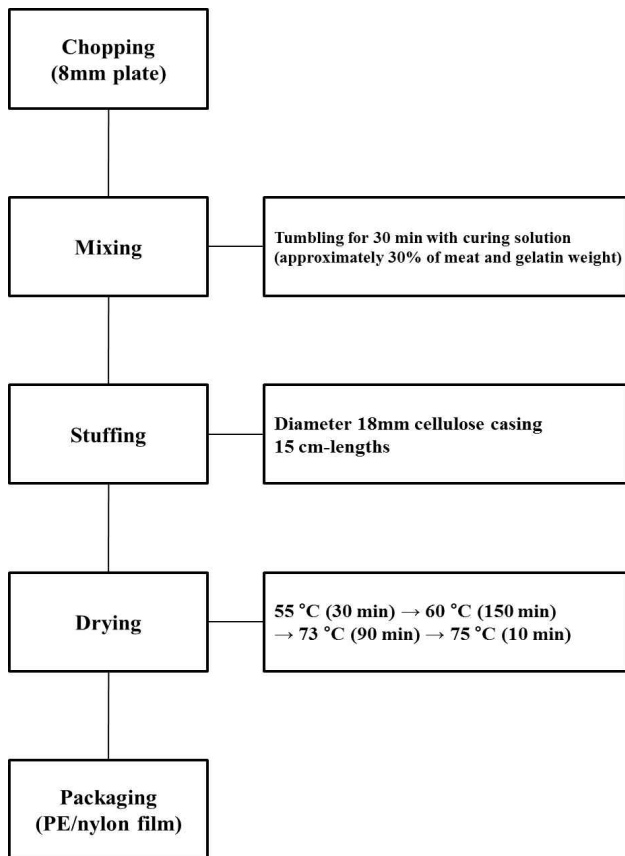 Chopping
(8mm plate)
Mixing
Tumbling for 30 min with curing solution
(approximately 30% of meat and gelatin weight)
Stuffing
Diameter 18mm cellulose casing
15 cm-lengths
Drying
55 °C (30 min) → 60 °C (150 min)
→ 73 °C (90 min) → 75 °C (10 min)
Packaging
(PE/nylon film)